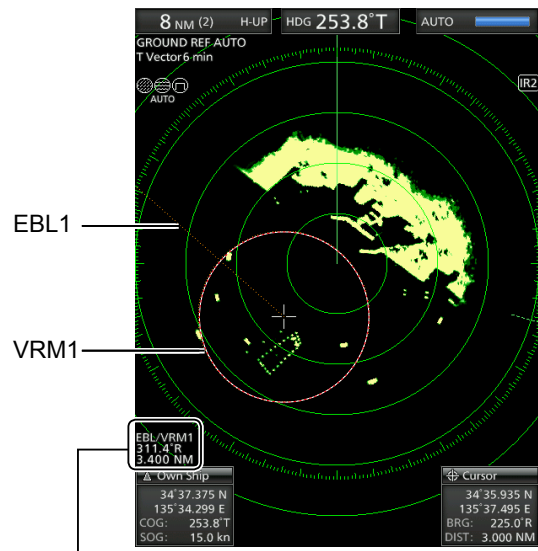 8 NM (2) H-UP HDG 253.8°T AUTO
GROUND REF AUTO
T Vector 6 min
IR2
AUTO
EBL1
VRM1
EBL/VRM1
311.4°R
3.400 NM
Own Ship
34°37.375 N
135°34.299 E
COG: 253.8°T
SOG: 15.0 kn
Cursor
34°35.935 N
135°37.495 E
BRG: 225.0°R
DIST: 3.000 NM